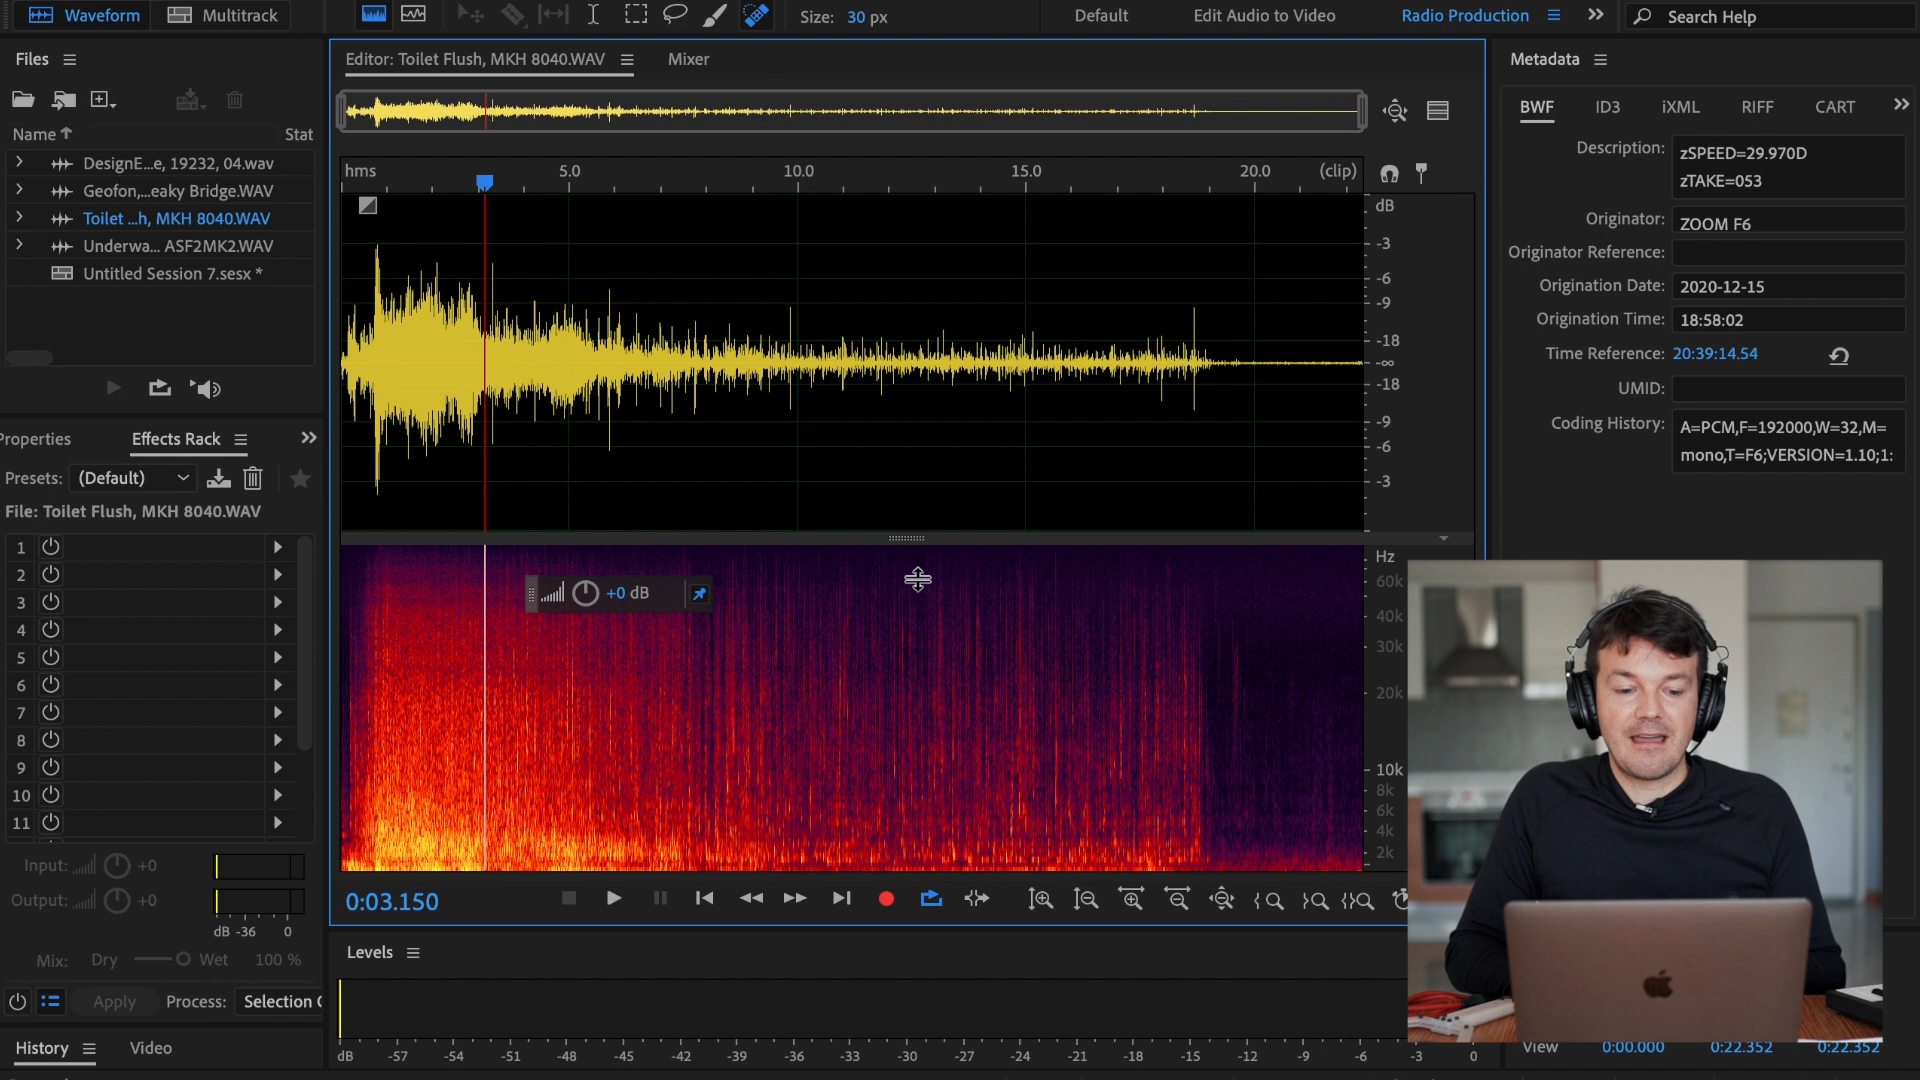 Waveform
Multitrack
Size: 30 px
Default
Edit Audio to Video
Radio Production
Search Help
Files
Name
Stat
DesignE...e, 19232, 04.wav
Geofon,...eaky Bridge.WAV
Toilet ...h, MKH 8040.WAV
Underwa... ASF2MK2.WAV
Untitled Session 7.sesx *
Properties
Effects Rack
Presets: (Default)
File: Toilet Flush, MKH 8040.WAV
1
2
3
4
5
6
7
8
9
10
11
Input: +0
Output: +0
dB -36 0
Mix: Dry Wet 100 %
Apply
Process: Selection O
History
Video
Editor: Toilet Flush, MKH 8040.WAV
Mixer
hms 5.0 10.0 15.0 20.0 (clip)
dB
-3
-6
-9
-18
-∞
-18
-9
-6
-3
+0 dB
Hz
60k
40k
30k
20k
10k
8k
6k
4k
2k
0:03.150
Levels
dB -57 -54 -51 -48 -45 -42 -39 -36 -33 -30 -27 -24 -21 -18 -15 -12 -9 -6 -3 0
Metadata
BWF ID3 iXML RIFF CART
Description: zSPEED=29.970D
zTAKE=053
Originator: ZOOM F6
Originator Reference:
Origination Date: 2020-12-15
Origination Time: 18:58:02
Time Reference: 20:39:14.54
UMID:
Coding History: A=PCM,F=192000,W=32,M=
mono,T=F6;VERSION=1.10;1:
View 0:00.000 0:22.352 0:22.352